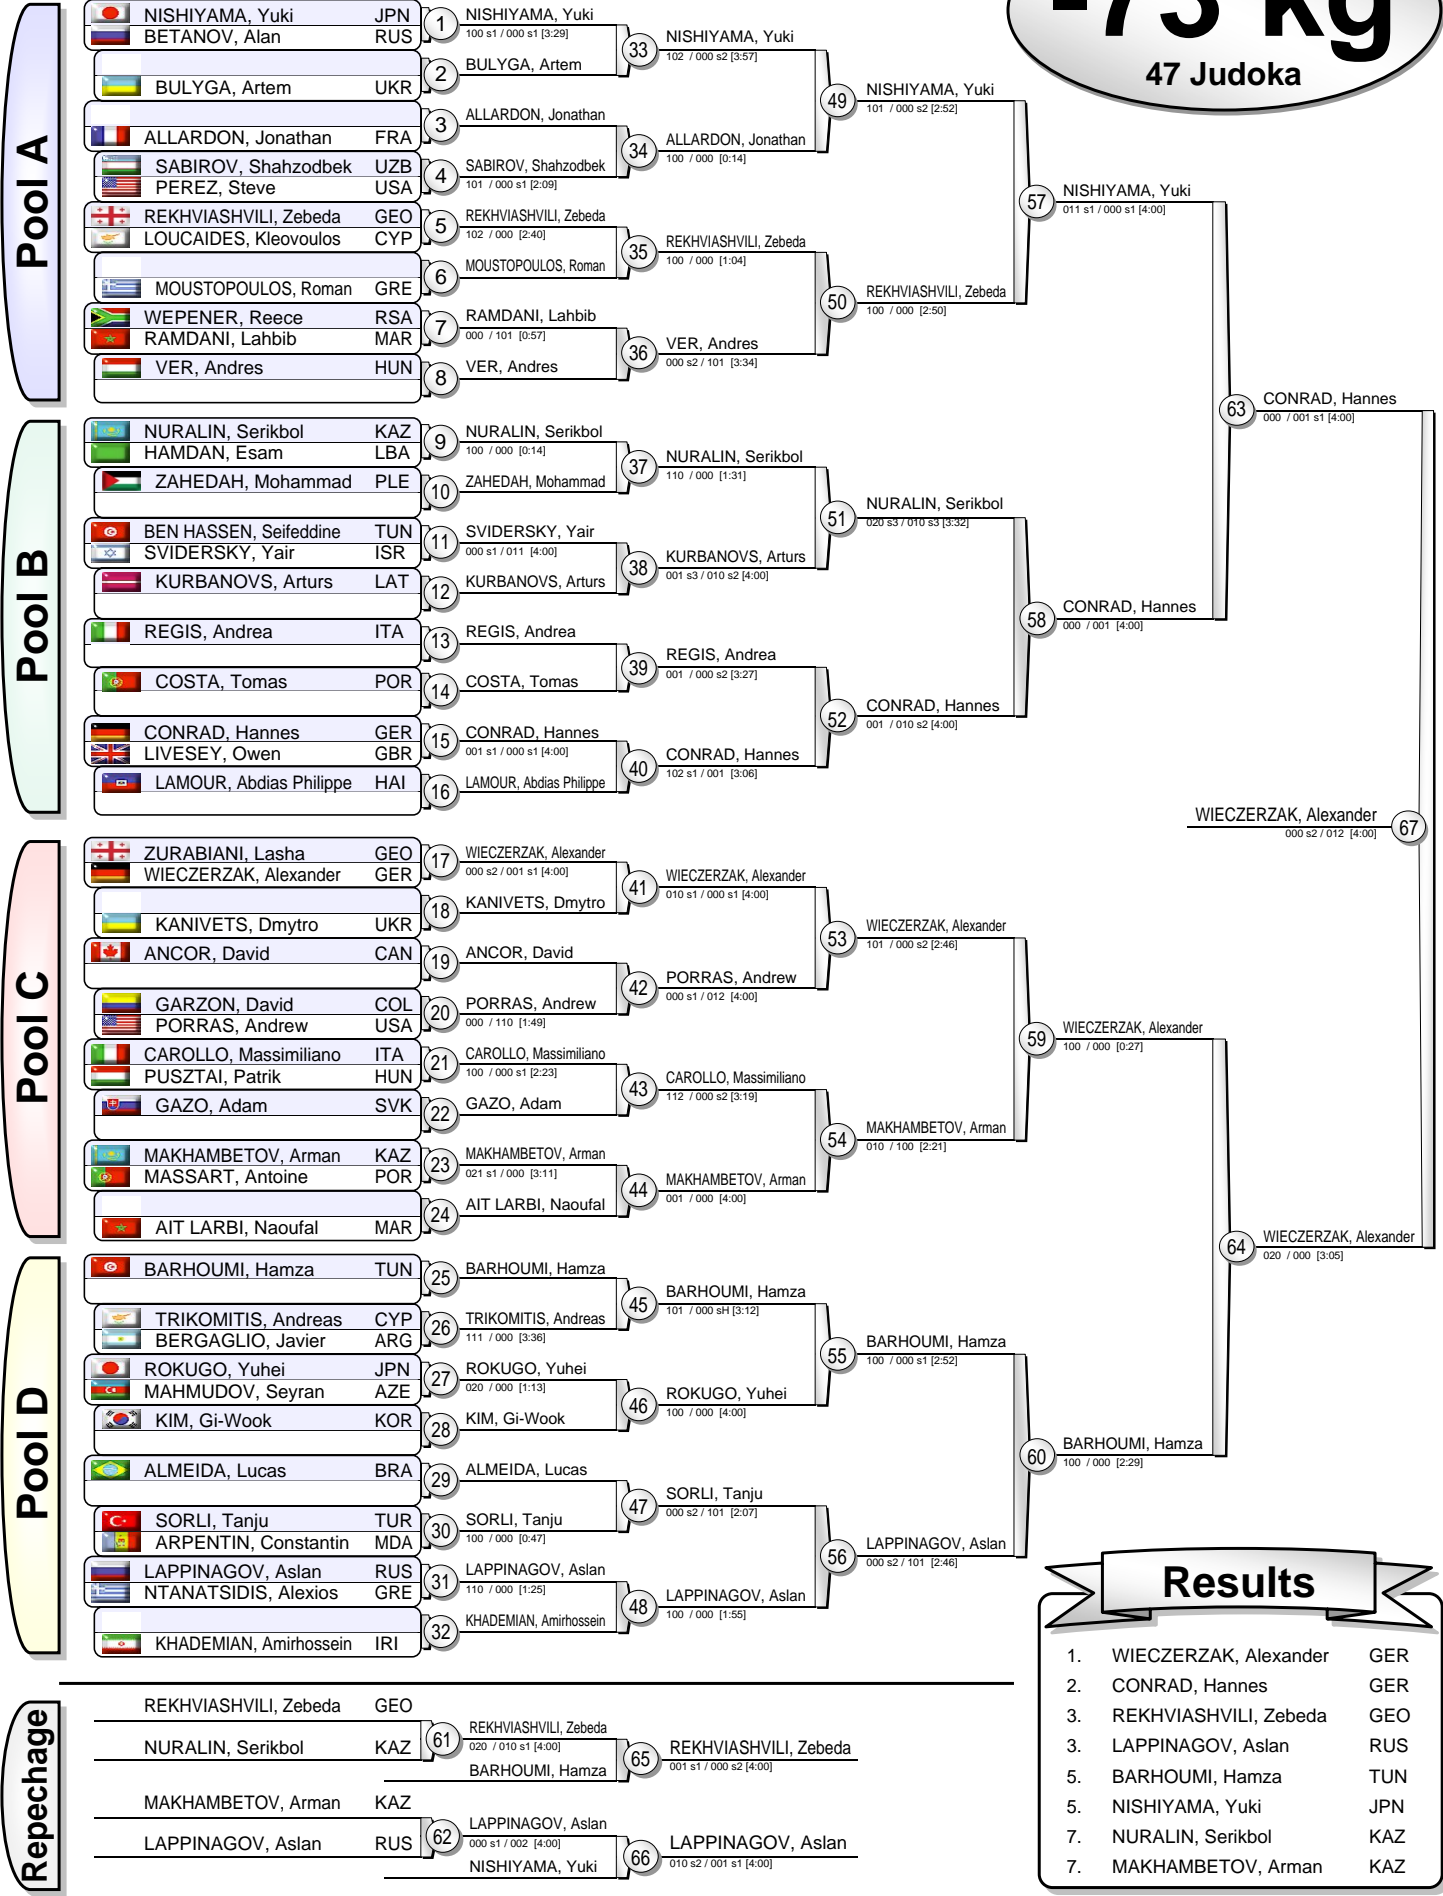 -73 kg
47 Judoka
Pool A
NISHIYAMA, Yuki JPN
BETANOV, Alan RUS
BULYGA, Artem UKR
ALLARDON, Jonathan FRA
SABIROV, Shahzodbek UZB
PEREZ, Steve USA
REKHVIASHVILI, Zebeda GEO
LOUCAIDES, Kleovoulos CYP
MOUSTOPOULOS, Roman GRE
WEPENER, Reece RSA
RAMDANI, Lahbib MAR
VER, Andres HUN
1 NISHIYAMA, Yuki
100 s1 / 000 s1 [3:29]
2 BULYGA, Artem
3 ALLARDON, Jonathan
4 SABIROV, Shahzodbek
101 / 000 s1 [2:09]
5 REKHVIASHVILI, Zebeda
102 / 000 [2:40]
6 MOUSTOPOULOS, Roman
7 RAMDANI, Lahbib
000 / 101 [0:57]
8 VER, Andres
33 NISHIYAMA, Yuki
102 / 000 s2 [3:57]
34 ALLARDON, Jonathan
100 / 000 [0:14]
35 REKHVIASHVILI, Zebeda
100 / 000 [1:04]
36 VER, Andres
000 s2 / 101 [3:34]
49 NISHIYAMA, Yuki
101 / 000 s2 [2:52]
50 REKHVIASHVILI, Zebeda
100 / 000 [2:50]
57 NISHIYAMA, Yuki
011 s1 / 000 s1 [4:00]
Pool B
NURALIN, Serikbol KAZ
HAMDAN, Esam LBA
ZAHEDAH, Mohammad PLE
BEN HASSEN, Seifeddine TUN
SVIDERSKY, Yair ISR
KURBANOVS, Arturs LAT
REGIS, Andrea ITA
COSTA, Tomas POR
CONRAD, Hannes GER
LIVESEY, Owen GBR
LAMOUR, Abdias Philippe HAI
9 NURALIN, Serikbol
100 / 000 [0:14]
10 ZAHEDAH, Mohammad
11 SVIDERSKY, Yair
000 s1 / 011 [4:00]
12 KURBANOVS, Arturs
13 REGIS, Andrea
14 COSTA, Tomas
15 CONRAD, Hannes
001 s1 / 000 s1 [4:00]
16 LAMOUR, Abdias Philippe
37 NURALIN, Serikbol
110 / 000 [1:31]
38 KURBANOVS, Arturs
001 s3 / 010 s2 [4:00]
39 REGIS, Andrea
001 / 000 s2 [3:27]
40 CONRAD, Hannes
102 s1 / 001 [3:06]
51 NURALIN, Serikbol
020 s3 / 010 s3 [3:32]
52 CONRAD, Hannes
001 / 010 s2 [4:00]
58 CONRAD, Hannes
000 / 001 [4:00]
63 CONRAD, Hannes
000 / 001 s1 [4:00]
WIECZERZAK, Alexander 67
000 s2 / 012 [4:00]
Pool C
ZURABIANI, Lasha GEO
WIECZERZAK, Alexander GER
KANIVETS, Dmytro UKR
ANCOR, David CAN
GARZON, David COL
PORRAS, Andrew USA
CAROLLO, Massimiliano ITA
PUSZTAI, Patrik HUN
GAZO, Adam SVK
MAKHAMBETOV, Arman KAZ
MASSART, Antoine POR
AIT LARBI, Naoufal MAR
17 WIECZERZAK, Alexander
000 s2 / 001 s1 [4:00]
18 KANIVETS, Dmytro
19 ANCOR, David
20 PORRAS, Andrew
000 / 110 [1:49]
21 CAROLLO, Massimiliano
100 / 000 s1 [2:23]
22 GAZO, Adam
23 MAKHAMBETOV, Arman
021 s1 / 000 [3:11]
24 AIT LARBI, Naoufal
41 WIECZERZAK, Alexander
010 s1 / 000 s1 [4:00]
42 PORRAS, Andrew
000 s1 / 012 [4:00]
43 CAROLLO, Massimiliano
112 / 000 s2 [3:19]
44 MAKHAMBETOV, Arman
001 / 000 [4:00]
53 WIECZERZAK, Alexander
101 / 000 s2 [2:46]
54 MAKHAMBETOV, Arman
010 / 100 [2:21]
59 WIECZERZAK, Alexander
100 / 000 [0:27]
Pool D
BARHOUMI, Hamza TUN
TRIKOMITIS, Andreas CYP
BERGAGLIO, Javier ARG
ROKUGO, Yuhei JPN
MAHMUDOV, Seyran AZE
KIM, Gi-Wook KOR
ALMEIDA, Lucas BRA
SORLI, Tanju TUR
ARPENTIN, Constantin MDA
LAPPINAGOV, Aslan RUS
NTANATSIDIS, Alexios GRE
KHADEMIAN, Amirhossein IRI
25 BARHOUMI, Hamza
26 TRIKOMITIS, Andreas
111 / 000 [3:36]
27 ROKUGO, Yuhei
020 / 000 [1:13]
28 KIM, Gi-Wook
29 ALMEIDA, Lucas
30 SORLI, Tanju
100 / 000 [0:47]
31 LAPPINAGOV, Aslan
110 / 000 [1:25]
32 KHADEMIAN, Amirhossein
45 BARHOUMI, Hamza
101 / 000 sH [3:12]
46 ROKUGO, Yuhei
100 / 000 [4:00]
47 SORLI, Tanju
000 s2 / 101 [2:07]
48 LAPPINAGOV, Aslan
100 / 000 [1:55]
55 BARHOUMI, Hamza
100 / 000 s1 [2:52]
56 LAPPINAGOV, Aslan
000 s2 / 101 [2:46]
60 BARHOUMI, Hamza
100 / 000 [2:29]
64 WIECZERZAK, Alexander
020 / 000 [3:05]
Repechage
REKHVIASHVILI, Zebeda GEO
NURALIN, Serikbol KAZ
61 REKHVIASHVILI, Zebeda
020 / 010 s1 [4:00]
BARHOUMI, Hamza
65 REKHVIASHVILI, Zebeda
001 s1 / 000 s2 [4:00]
MAKHAMBETOV, Arman KAZ
LAPPINAGOV, Aslan RUS
62 LAPPINAGOV, Aslan
000 s1 / 002 [4:00]
NISHIYAMA, Yuki
66 LAPPINAGOV, Aslan
010 s2 / 001 s1 [4:00]
Results
1. WIECZERZAK, Alexander GER
2. CONRAD, Hannes GER
3. REKHVIASHVILI, Zebeda GEO
3. LAPPINAGOV, Aslan RUS
5. BARHOUMI, Hamza TUN
5. NISHIYAMA, Yuki JPN
7. NURALIN, Serikbol KAZ
7. MAKHAMBETOV, Arman KAZ